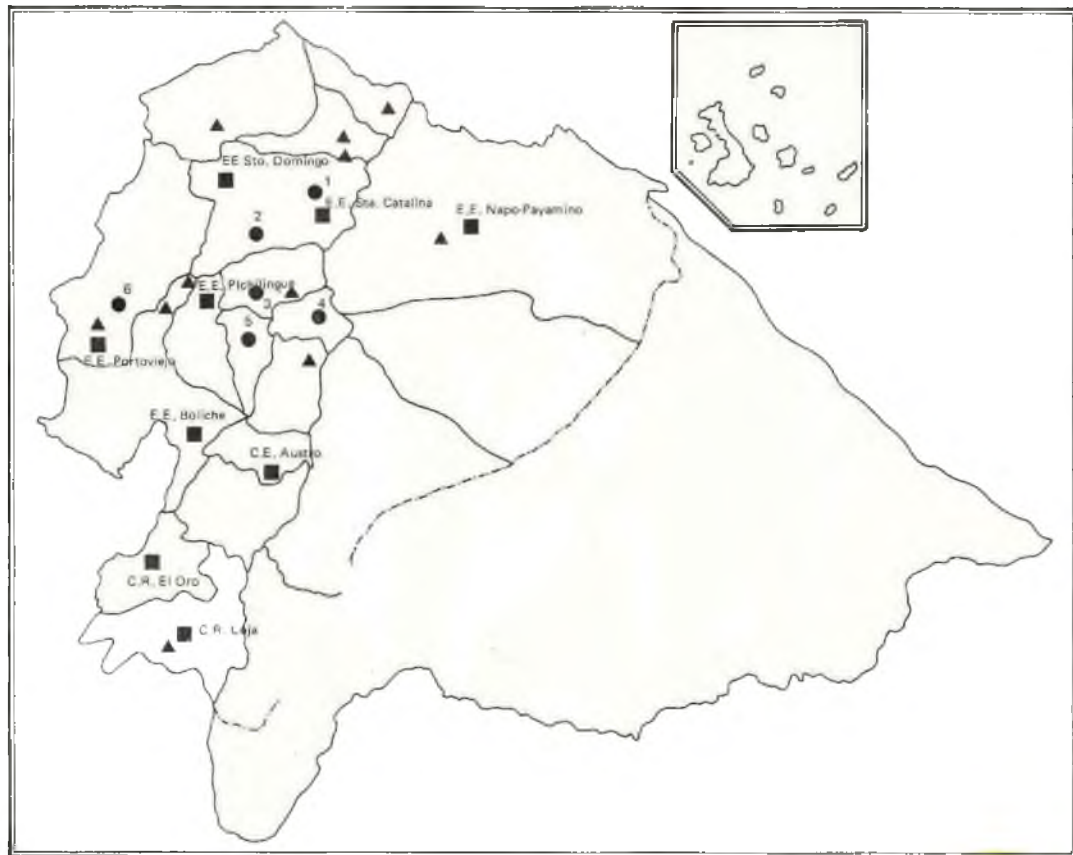 EE Sto. Domingo
1
E.E. Sta. Catalina
2
E.E. Napo-Payamino
6
E.E. Pichilingue
3
4
5
E.E. Portoviejo
E.E. Boliche
C.E. Austro
C.R. El Oro
C.R. Loja